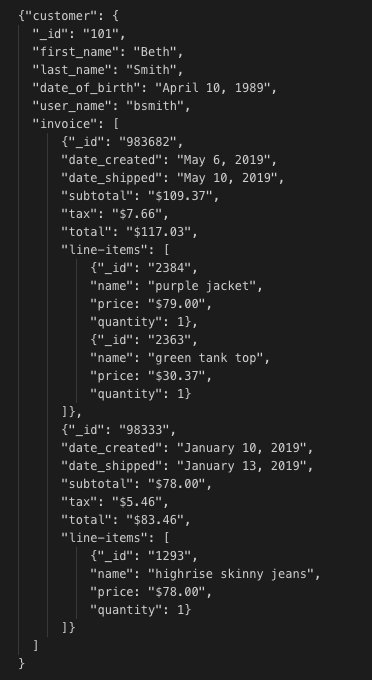 {"customer": {
"_id": "101",
"first_name": "Beth",
"last_name": "Smith",
"date_of_birth": "April 10, 1989",
"user_name": "bsmith",
"invoice": [
{"_id": "983682",
"date_created": "May 6, 2019",
"date_shipped": "May 10, 2019",
"subtotal": "$109.37",
"tax": "$7.66",
"total": "$117.03",
"line-items": [
{"_id": "2384",
"name": "purple jacket",
"price: "$79.00",
"quantity": 1},
{"_id": "2363",
"name": "green tank top",
"price: "$30.37",
"quantity": 1}
]},
{"_id": "98333",
"date_created": "January 10, 2019",
"date_shipped": "January 13, 2019",
"subtotal": "$78.00",
"tax": "$5.46",
"total": "$83.46",
"line-items": [
{"_id": "1293",
"name": "highrise skinny jeans",
"price: "$78.00",
"quantity": 1}
]}
]
}